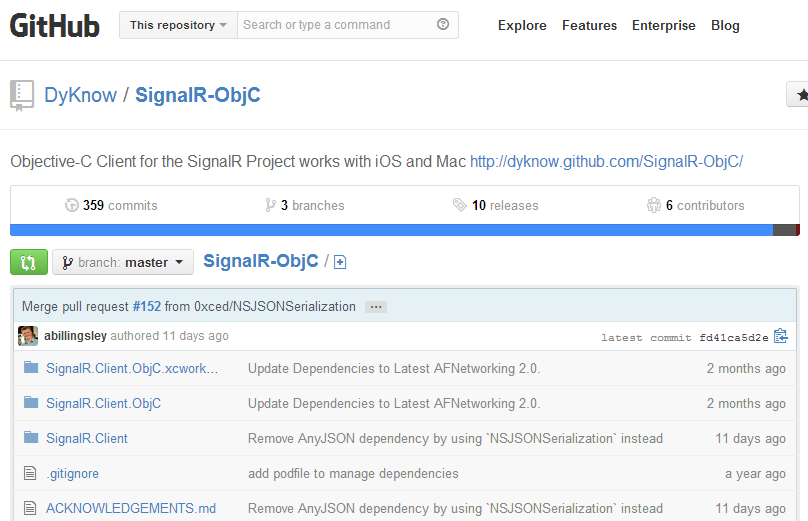 GitHub This repository Search or type a command Explore Features Enterprise Blog
DyKnow / SignalR-ObjC
Objective-C Client for the SignalR Project works with iOS and Mac http://dyknow.github.com/SignalR-ObjC/
359 commits 3 branches 10 releases 6 contributors
branch: master SignalR-ObjC /
Merge pull request #152 from 0xced/NSJSONSerialization ...
abillingsley authored 11 days ago latest commit fd41ca5d2e
SignalR.Client.ObjC.xcwork… Update Dependencies to Latest AFNetworking 2.0. 2 months ago
SignalR.Client.ObjC Update Dependencies to Latest AFNetworking 2.0. 2 months ago
SignalR.Client Remove AnyJSON dependency by using `NSJSONSerialization` instead 11 days ago
.gitignore add podfile to manage dependencies a year ago
ACKNOWLEDGEMENTS.md Remove AnyJSON dependency by using `NSJSONSerialization` instead 11 days ago